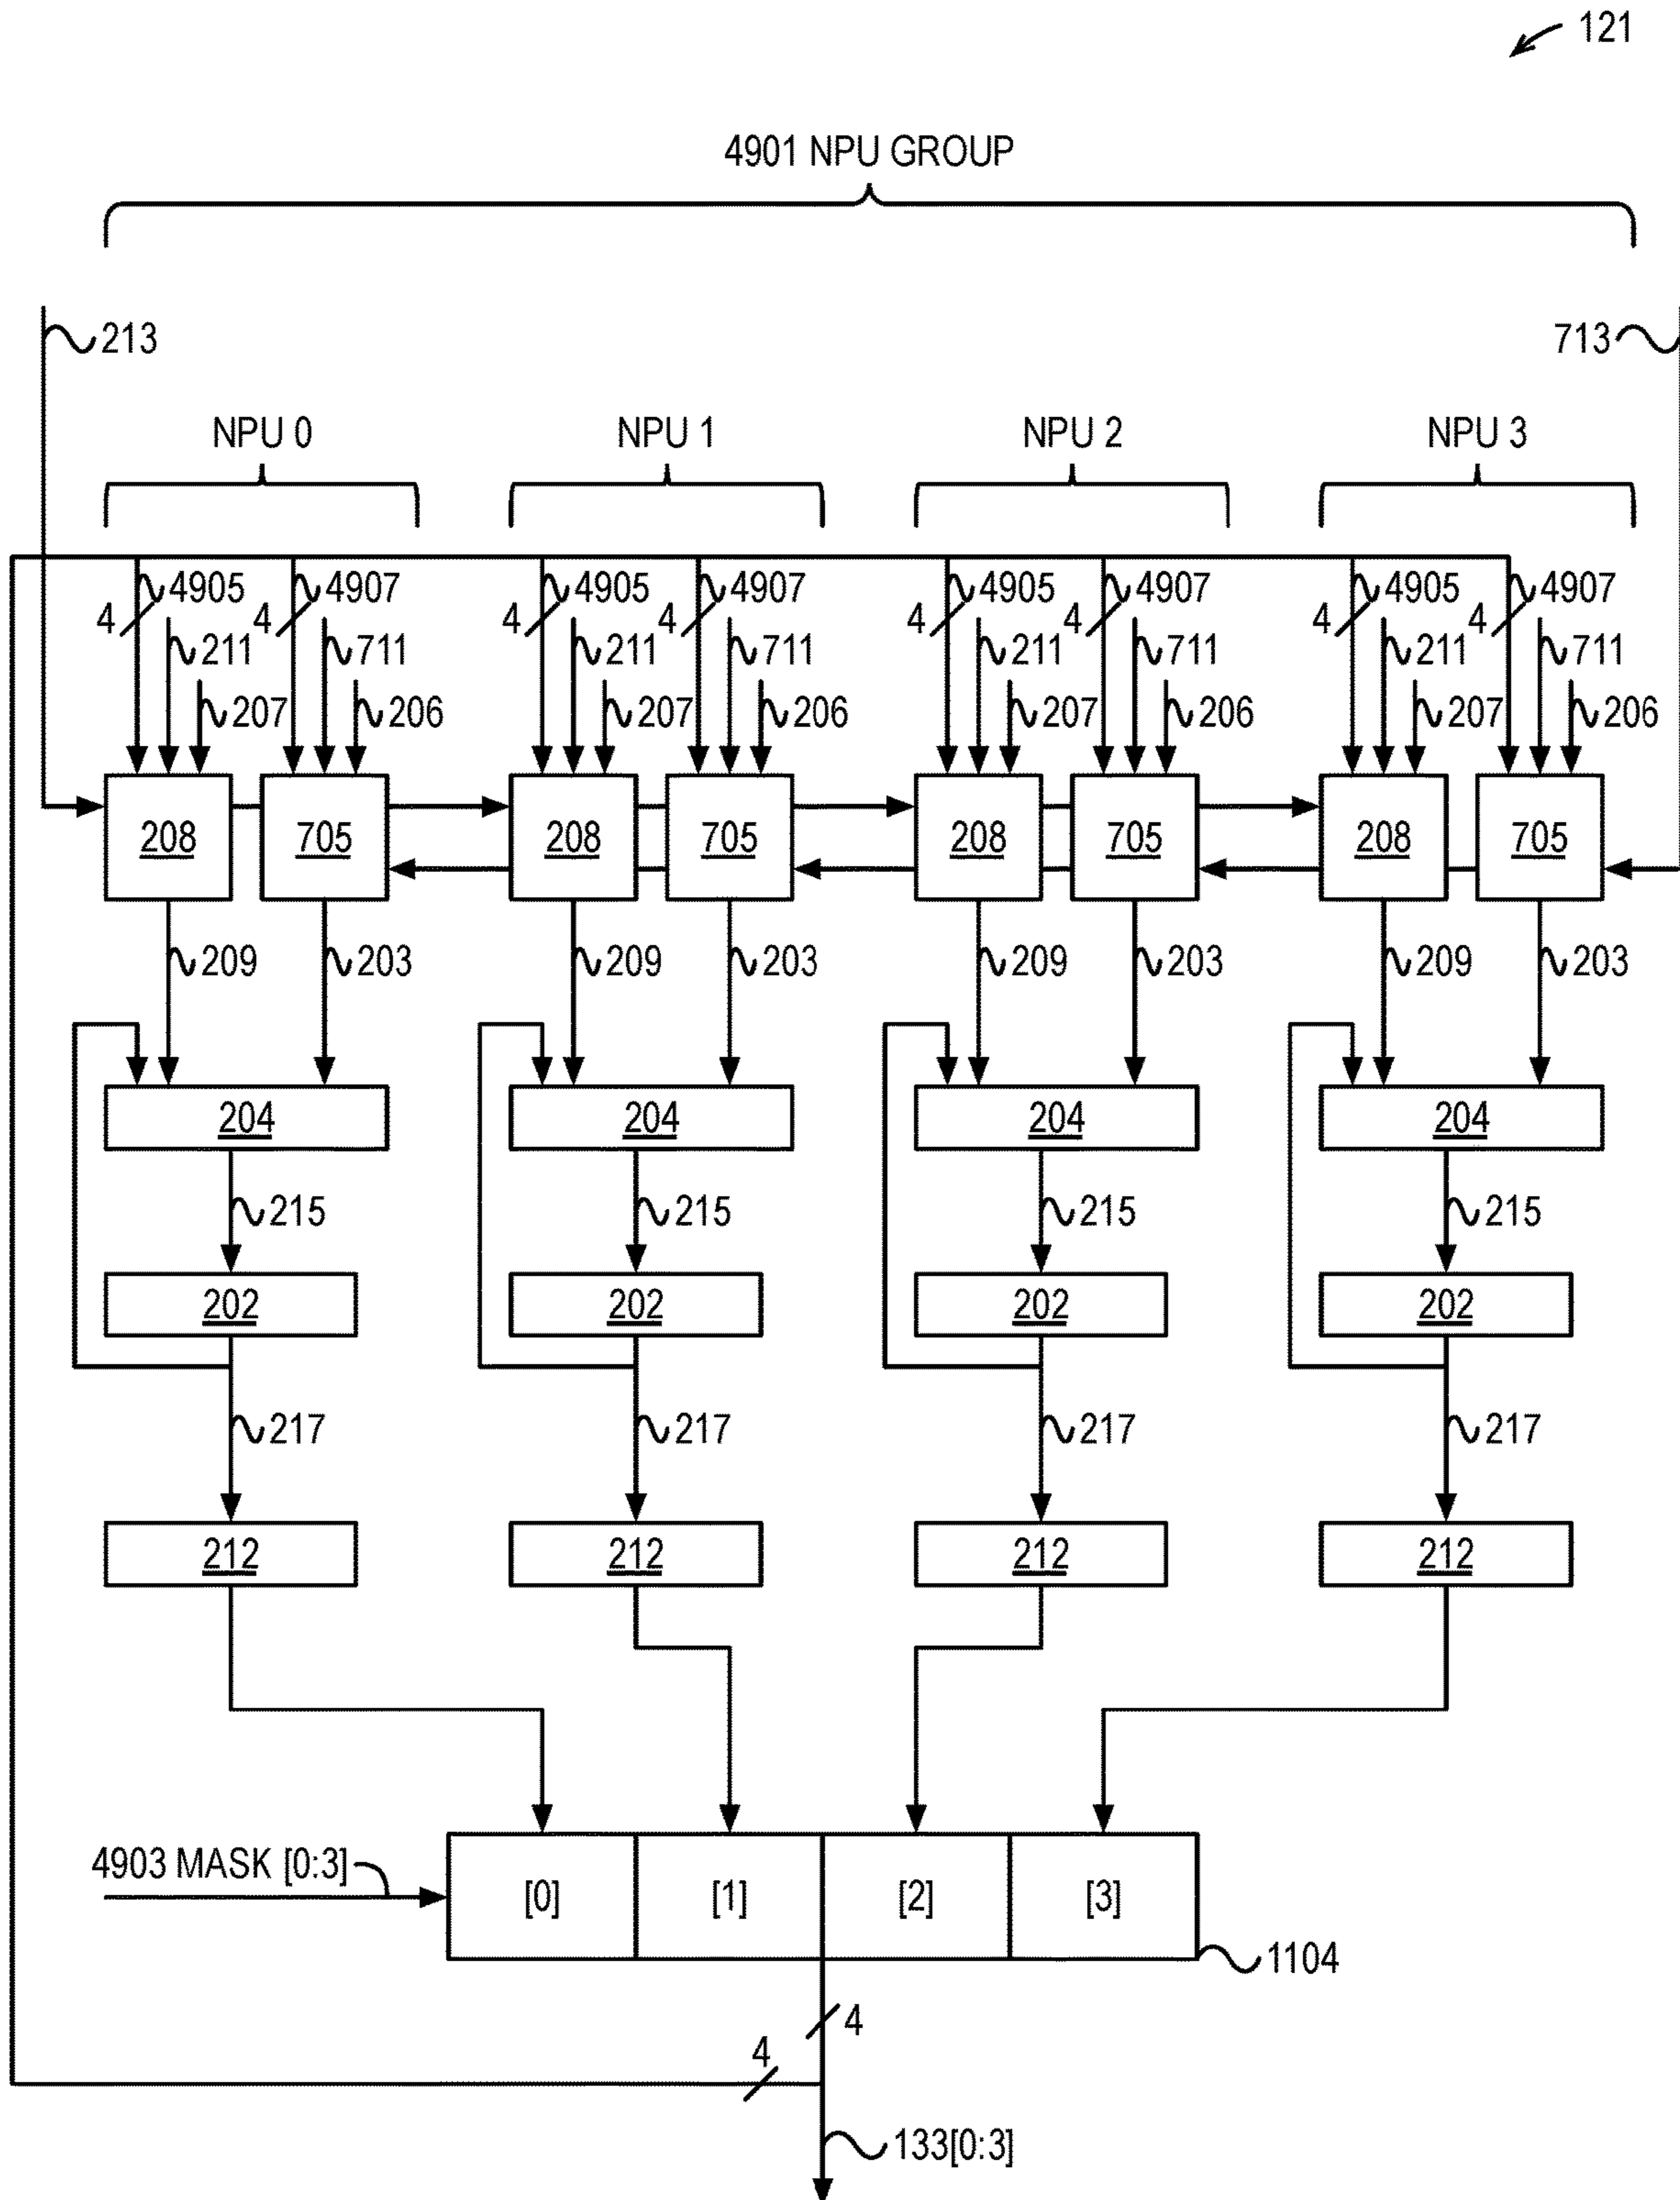 121
4901 NPU GROUP
213 713
NPU 0 NPU 1 NPU 2 NPU 3
4905 4907 4905 4907 4905 4907 4905 4907
4 4 4 4 4 4 4 4
211 711 211 711 211 711 211 711
207 206 207 206 207 206 207 206
208 705 208 705 208 705 208 705
209 203 209 203 209 203 209 203
204 204 204 204
215 215 215 215
202 202 202 202
217 217 217 217
212 212 212 212
4903 MASK [0:3]
[0] [1] [2] [3]
1104
4
4
133[0:3]